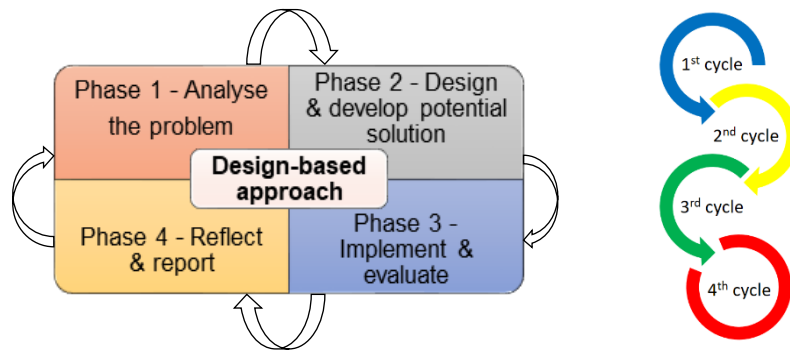 Phase 1 - Analyse
the problem
Phase 2 - Design
& develop potential
solution
Design-based
approach
Phase 4 - Reflect
& report
Phase 3 -
Implement &
evaluate
1st cycle
2nd cycle
3rd cycle
4th cycle